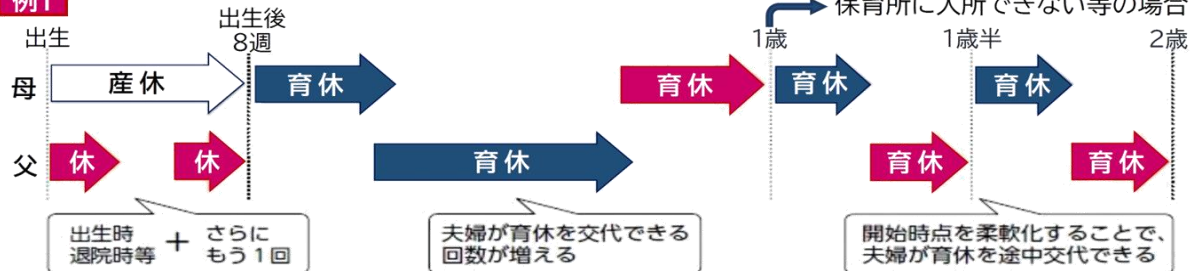 例1
保育所に入所できない等の場合
出生
出生後
8週
1歳
1歳半
2歳
母
産休
育休
育休
育休
育休
父
休
休
育休
育休
育休
出生時
退院時等
+
さらに
もう1回
夫婦が育休を交代できる
回数が増える
開始時点を柔軟化することで、
夫婦が育休を途中交代できる